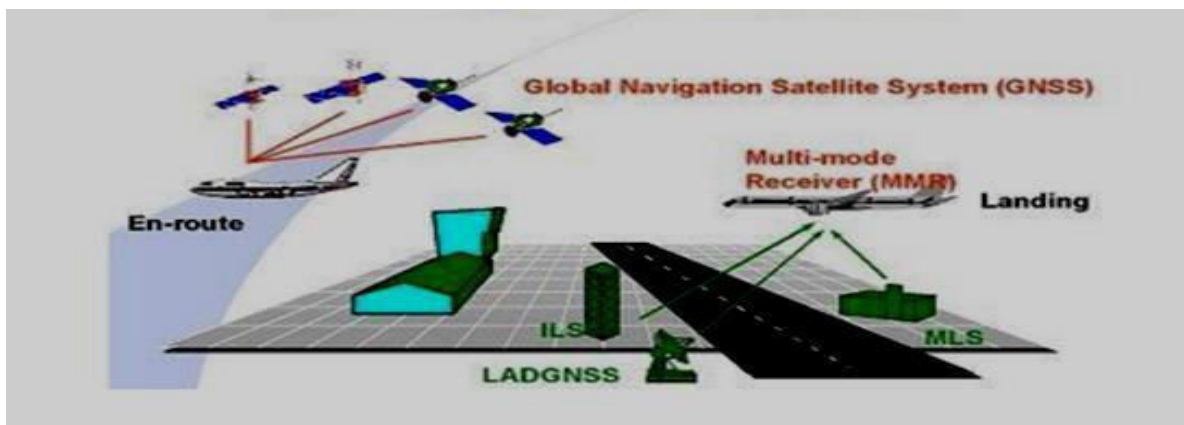 Global Navigation Satellite System (GNSS)
Multi-mode
Receiver (MMR)
Landing
En-route
ILS
MLS
LADGNSS